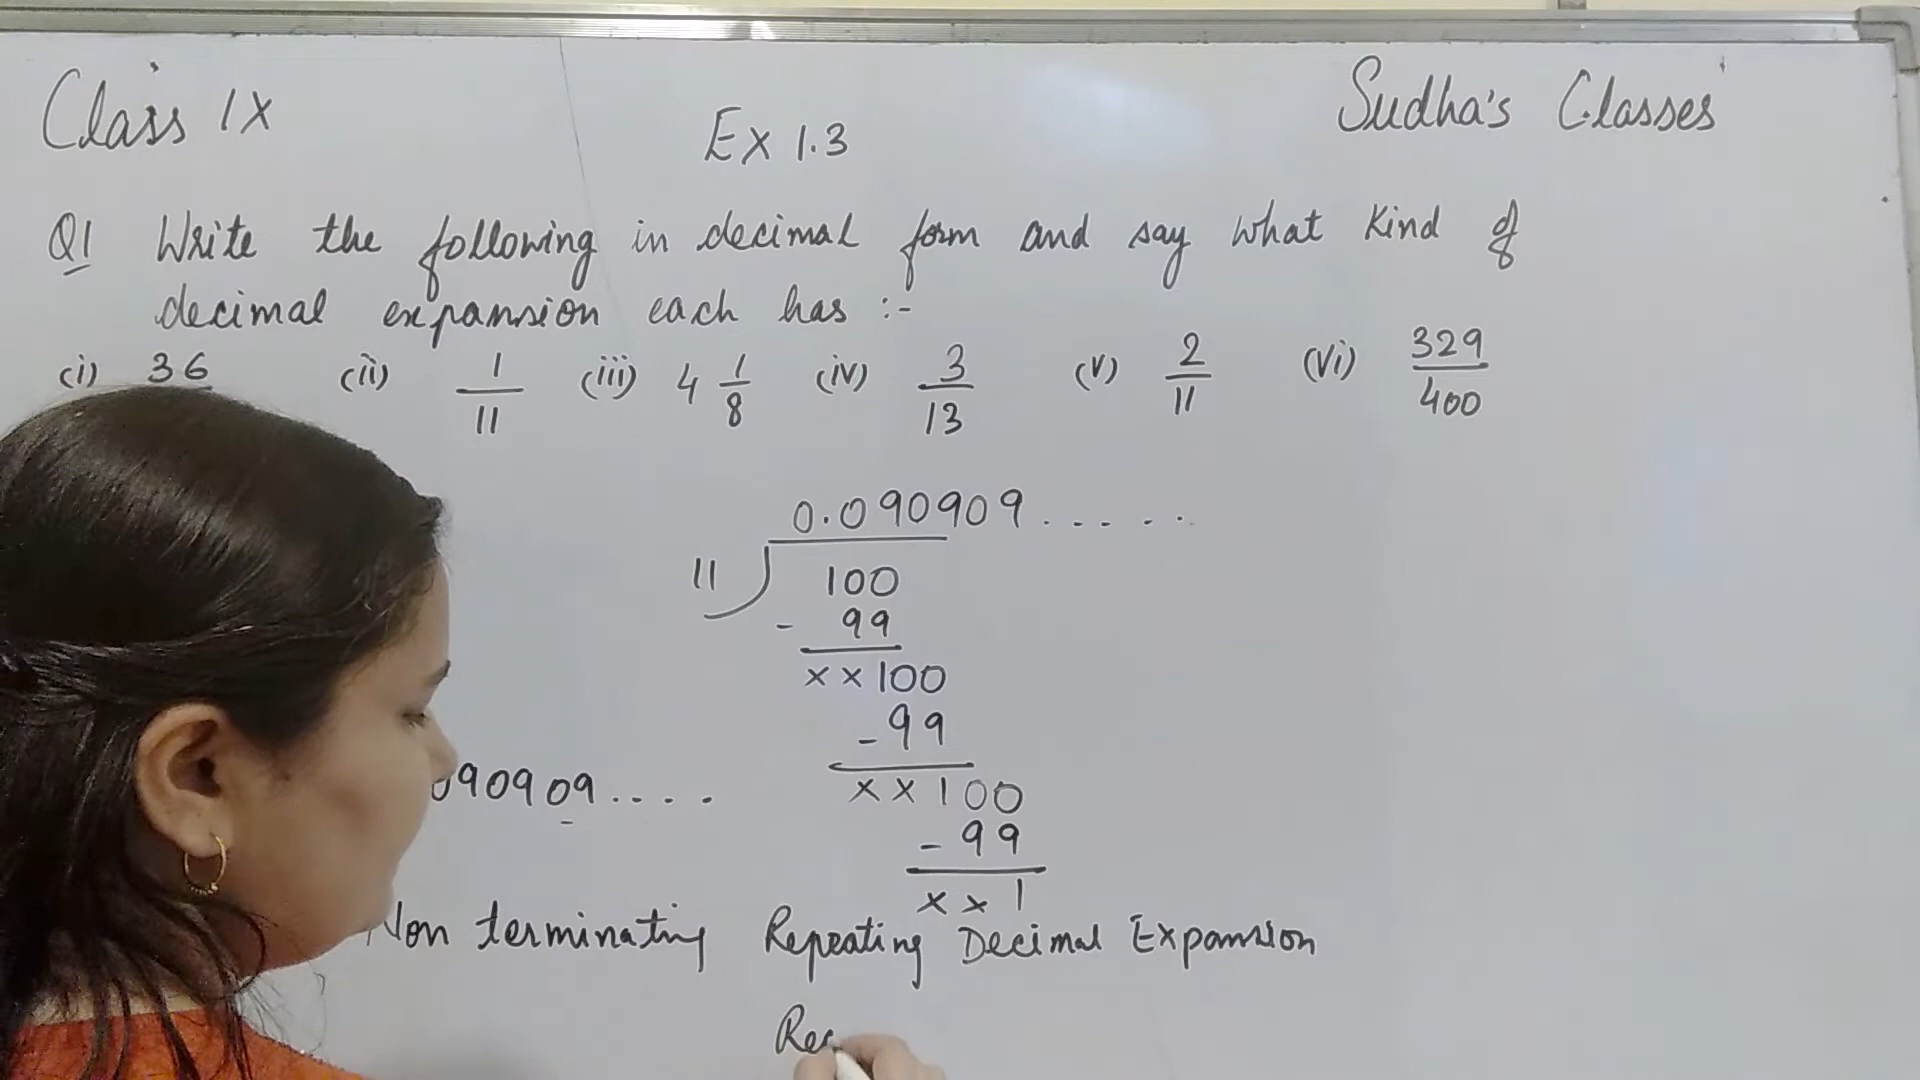 Class IX
Ex 1.3
Sudha's Classes
Q1 Write the following in decimal form and say what kind of
decimal expansion each has :-
(i) 36 (ii) 1/11 (iii) 4 1/8 (iv) 3/13 (v) 2/11 (vi) 329/400
0.090909......
11 100
- 99
××100
- 99
××100
- 99
××1
090909....
Non terminating Repeating Decimal Expansion
Rec